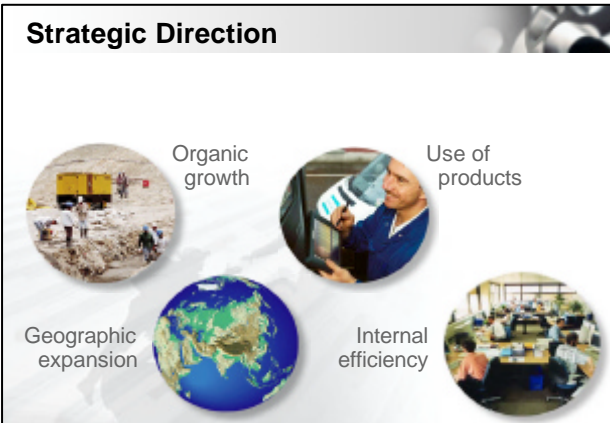 Strategic Direction
Organic
growth
Use of
products
Geographic
expansion
Internal
efficiency